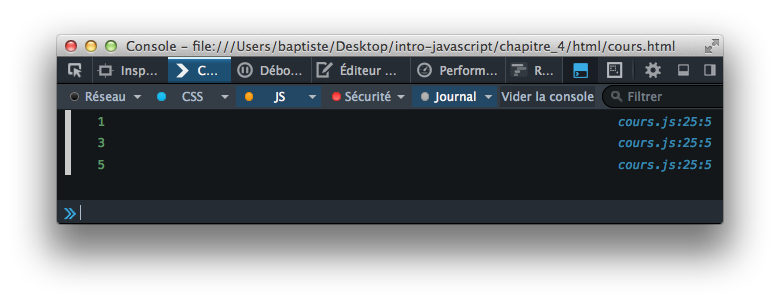 Console - file:///Users/baptiste/Desktop/intro-javascript/chapitre_4/html/cours.html
Insp... C... Débo... Éditeur ... Perform... R...
Réseau CSS JS Sécurité Journal Vider la console Filtrer
1 cours.js:25:5
3 cours.js:25:5
5 cours.js:25:5